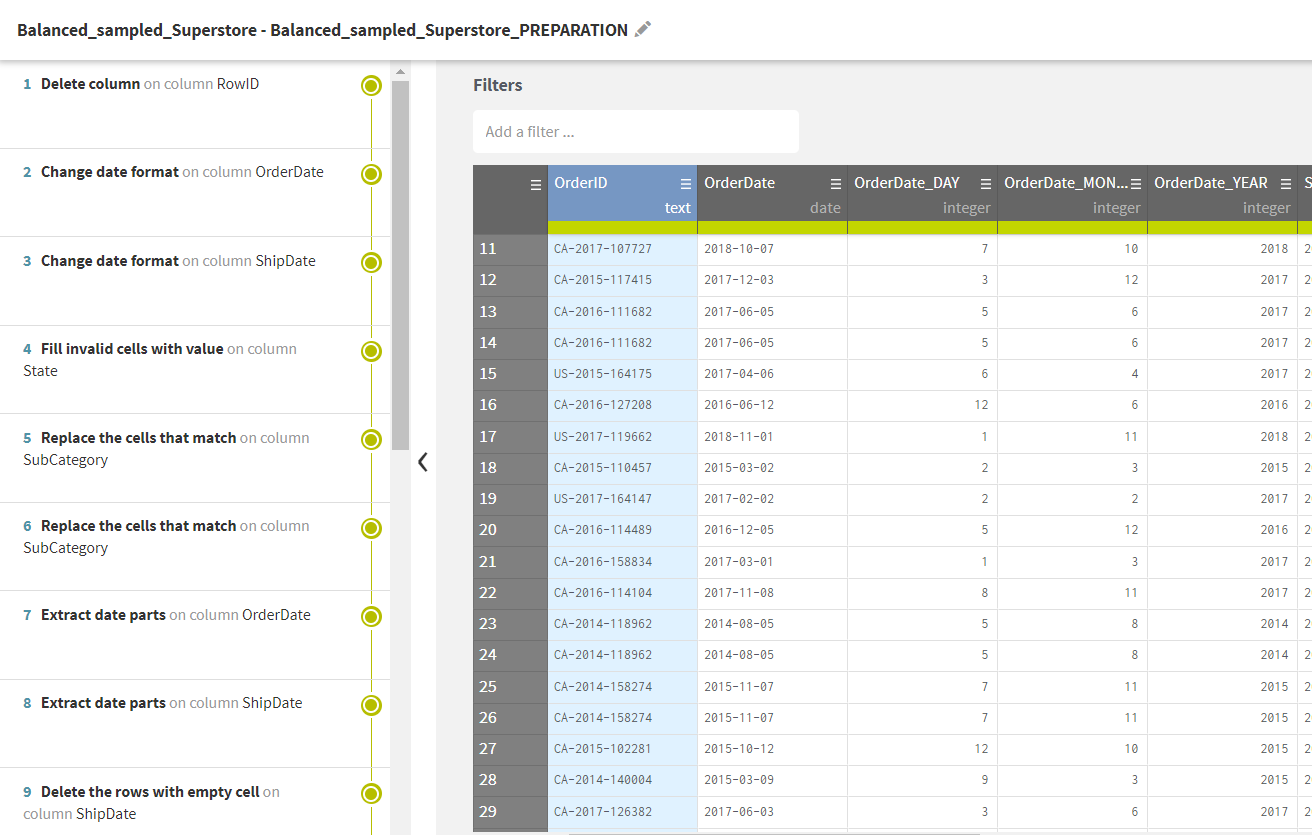 Balanced_sampled_Superstore - Balanced_sampled_Superstore_PREPARATION
1 Delete column on column RowID
2 Change date format on column OrderDate
3 Change date format on column ShipDate
4 Fill invalid cells with value on column
State
5 Replace the cells that match on column
SubCategory
6 Replace the cells that match on column
SubCategory
7 Extract date parts on column OrderDate
8 Extract date parts on column ShipDate
9 Delete the rows with empty cell on
column ShipDate
Filters
Add a filter ...
OrderID OrderDate OrderDate_DAY OrderDate_MON... OrderDate_YEAR S
text date integer integer integer
11 CA-2017-107727 2018-10-07 7 10 2018 2
12 CA-2015-117415 2017-12-03 3 12 2017 2
13 CA-2016-111682 2017-06-05 5 6 2017 2
14 CA-2016-111682 2017-06-05 5 6 2017 2
15 US-2015-164175 2017-04-06 6 4 2017 2
16 CA-2016-127208 2016-06-12 12 6 2016 2
17 US-2017-119662 2018-11-01 1 11 2018 2
18 CA-2015-110457 2015-03-02 2 3 2015 2
19 US-2017-164147 2017-02-02 2 2 2017 2
20 CA-2016-114489 2016-12-05 5 12 2016 2
21 CA-2016-158834 2017-03-01 1 3 2017 2
22 CA-2016-114104 2017-11-08 8 11 2017 2
23 CA-2014-118962 2014-08-05 5 8 2014 2
24 CA-2014-118962 2014-08-05 5 8 2014 2
25 CA-2014-158274 2015-11-07 7 11 2015 2
26 CA-2014-158274 2015-11-07 7 11 2015 2
27 CA-2015-102281 2015-10-12 12 10 2015 2
28 CA-2014-140004 2015-03-09 9 3 2015 2
29 CA-2017-126382 2017-06-03 3 6 2017 2